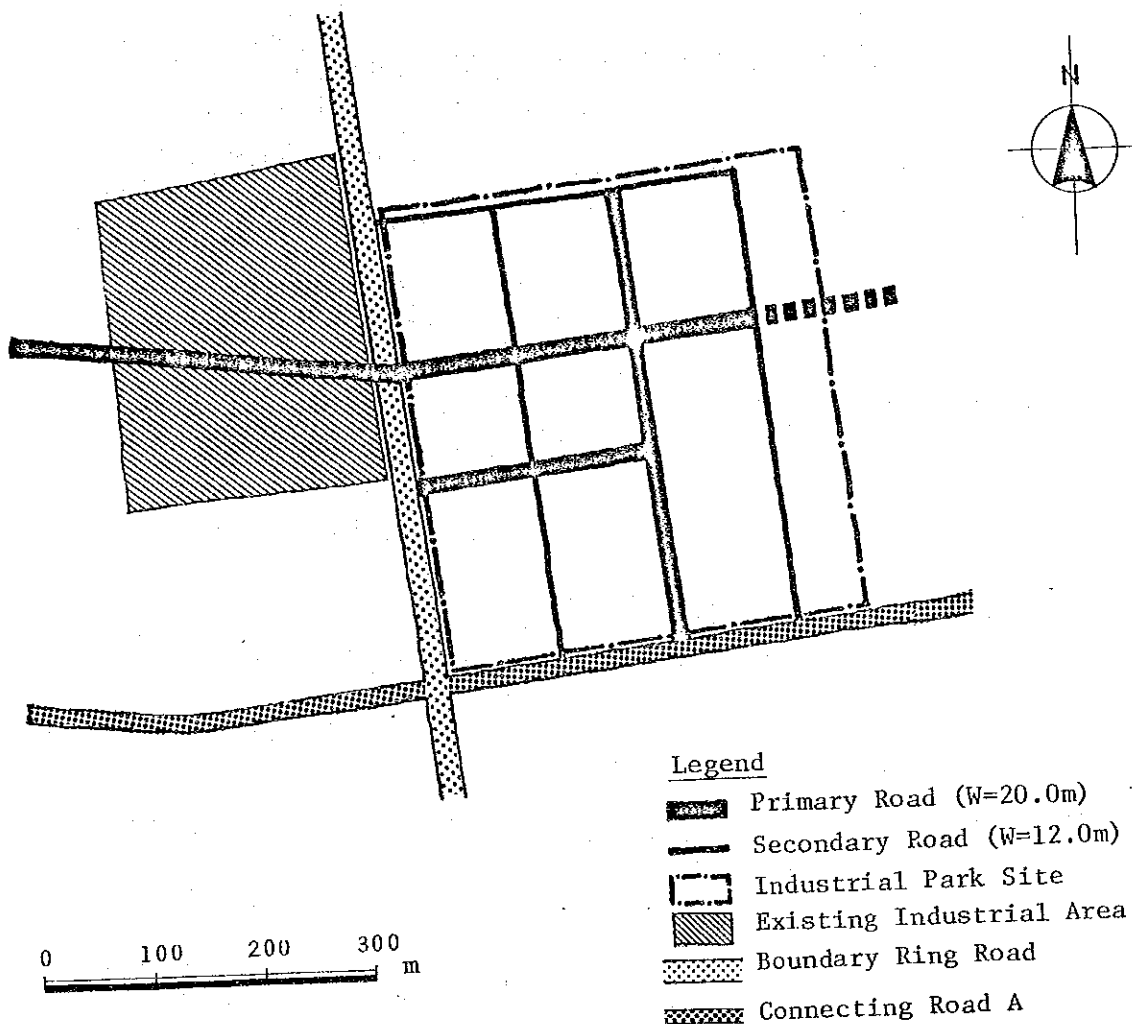 N
Legend
Primary Road (W=20.0m)
Secondary Road (W=12.0m)
Industrial Park Site
Existing Industrial Area
Boundary Ring Road
Connecting Road A
0 100 200 300 m